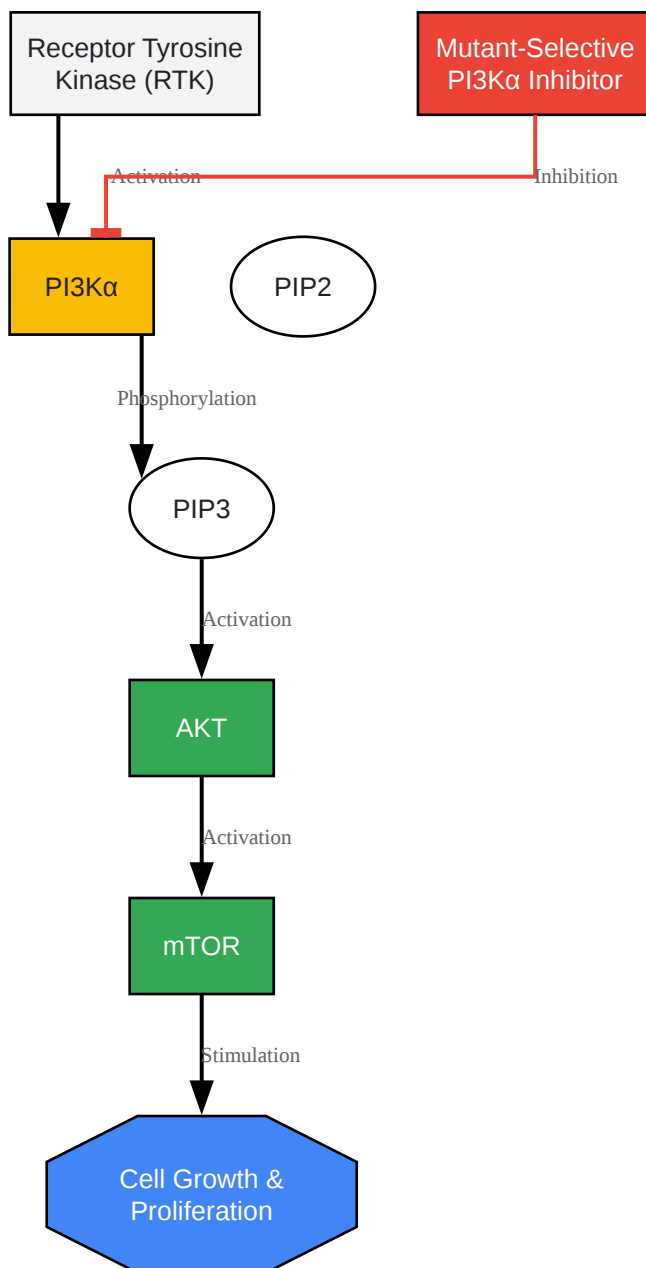 Receptor Tyrosine
Kinase (RTK)
Mutant-Selective
PI3Kα Inhibitor
Activation
Inhibition
PI3Kα
PIP2
Phosphorylation
PIP3
Activation
AKT
Activation
mTOR
Stimulation
Cell Growth &
Proliferation